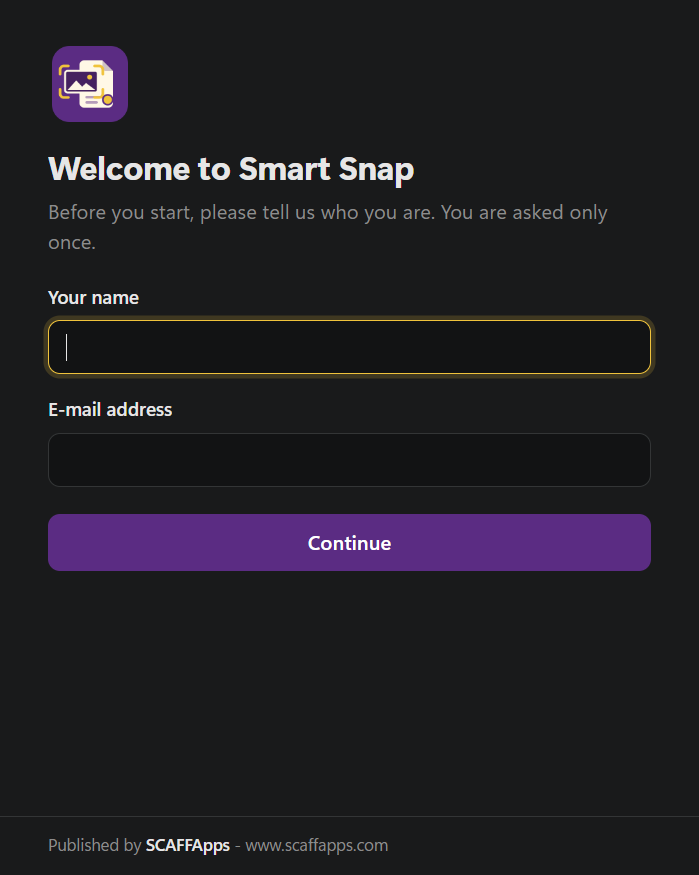 Welcome to Smart Snap
Before you start, please tell us who you are. You are asked only
once.
Your name
E-mail address
Continue
Published by SCAFFApps - www.scaffapps.com